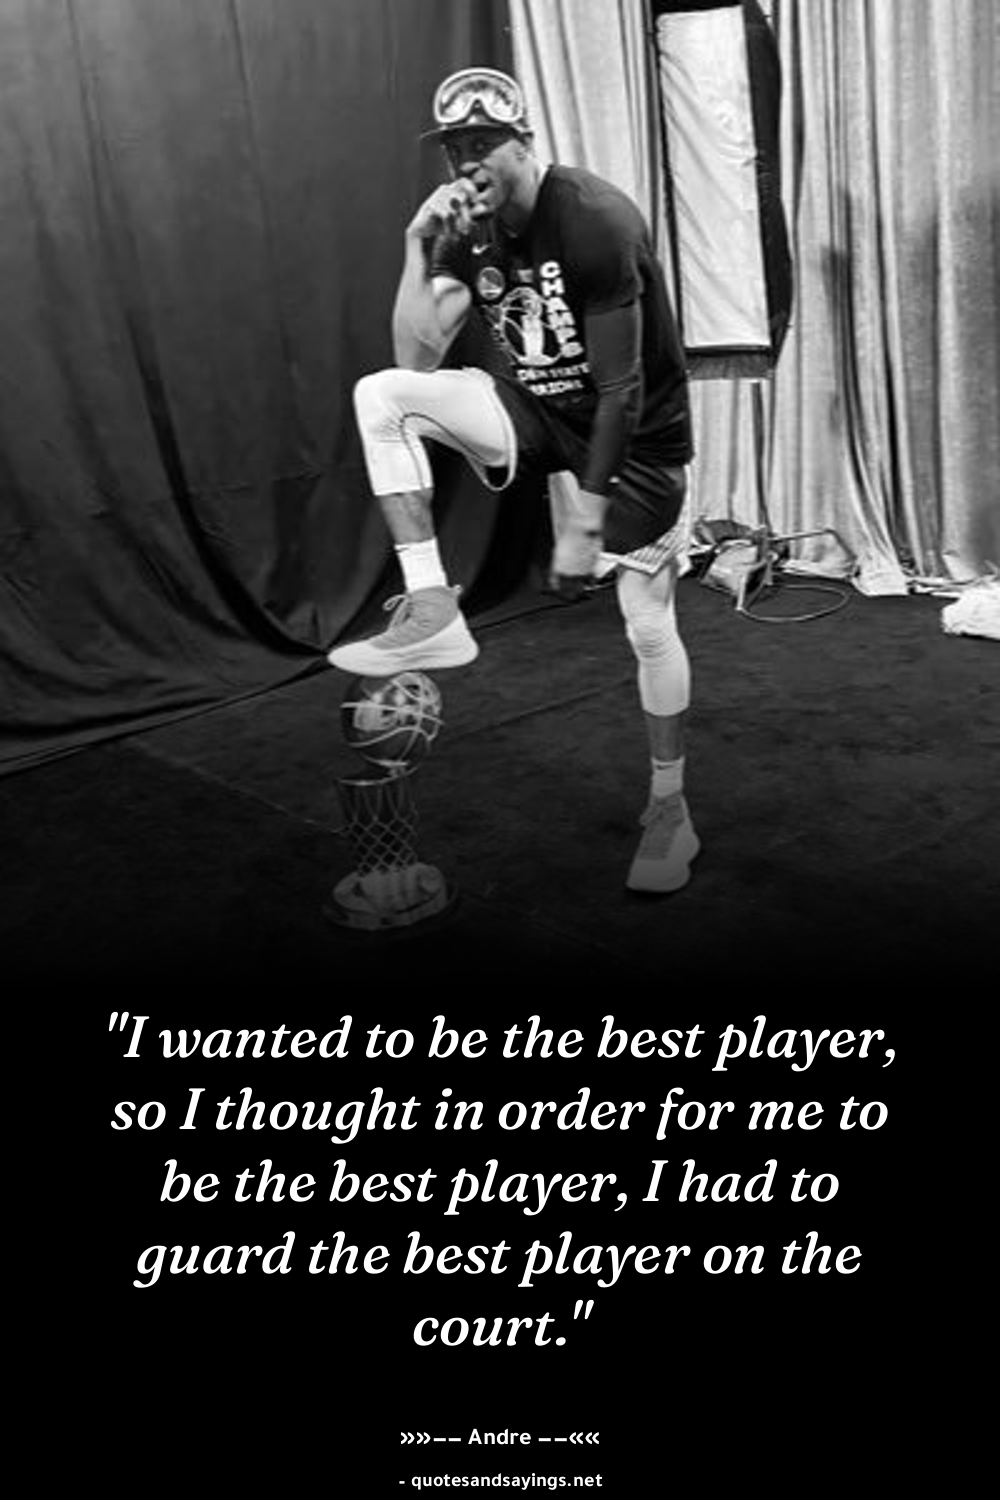 CHAMPS
"I wanted to be the best player,
so I thought in order for me to
be the best player, I had to
guard the best player on the
court."
»»−− Andre −−««
- quotesandsayings.net